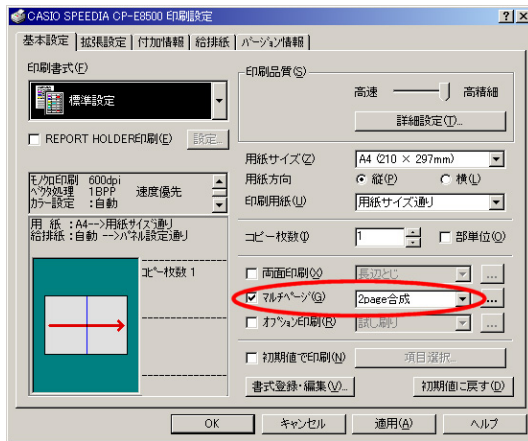 CASIO SPEEDIA CP-E8500 印刷設定
基本設定 拡張設定 付加情報 給排紙 バージョン情報
印刷書式(F)
標準設定
REPORT HOLDER印刷(E) 設定...
モノクロ印刷 600dpi
ベクタ処理 1BPP 速度優先
カラー設定 :自動
用 紙 :A4-->用紙サイズ通り
給排紙:自動 -->パネル設定通り
コピー枚数 1
印刷品質(S)
高速 高精細
詳細設定(T)...
用紙サイズ(Z) A4 (210 × 297mm)
用紙方向 縦(P) 横(L)
印刷用紙(U) 用紙サイズ通り
コピー枚数(I) 1 部単位(O)
両面印刷(X) 長辺とじ ...
マルチページ(G) 2page合成 ...
オプション印刷(R) 試し刷り ...
初期値で印刷(N) 項目選択...
書式登録・編集(V)... 初期値に戻す(D)
OK キャンセル 適用(A) ヘルプ